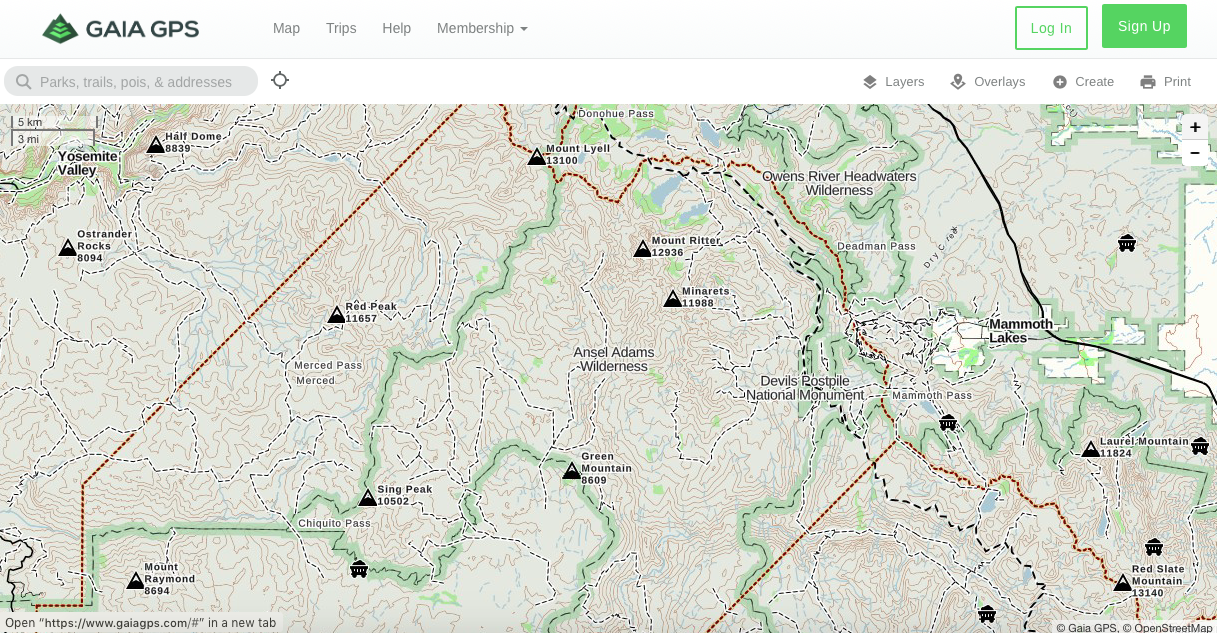 GAIA GPS
Map
Trips
Help
Membership
Log In
Sign Up
Parks, trails, pois, & addresses
Layers
Overlays
Create
Print
5 km
3 mi
+
−
Half Dome
8839
Yosemite
Valley
Donohue Pass
Mount Lyell
13100
Owens River Headwaters
Wilderness
Ostrander
Rocks
8094
Mount Ritter
12936
Deadman Pass
Dry Creek
Minarets
11988
Red Peak
11657
Mammoth
Lakes
Merced Pass
Merced
Ansel Adams
Wilderness
Devils Postpile
National Monument
Mammoth Pass
Laurel Mountain
11824
Green
Mountain
8609
Sing Peak
10502
Chiquito Pass
Mount
Raymond
8694
Red Slate
Mountain
13140
Open “https://www.gaiagps.com/#” in a new tab
© Gaia GPS, © OpenStreetMap